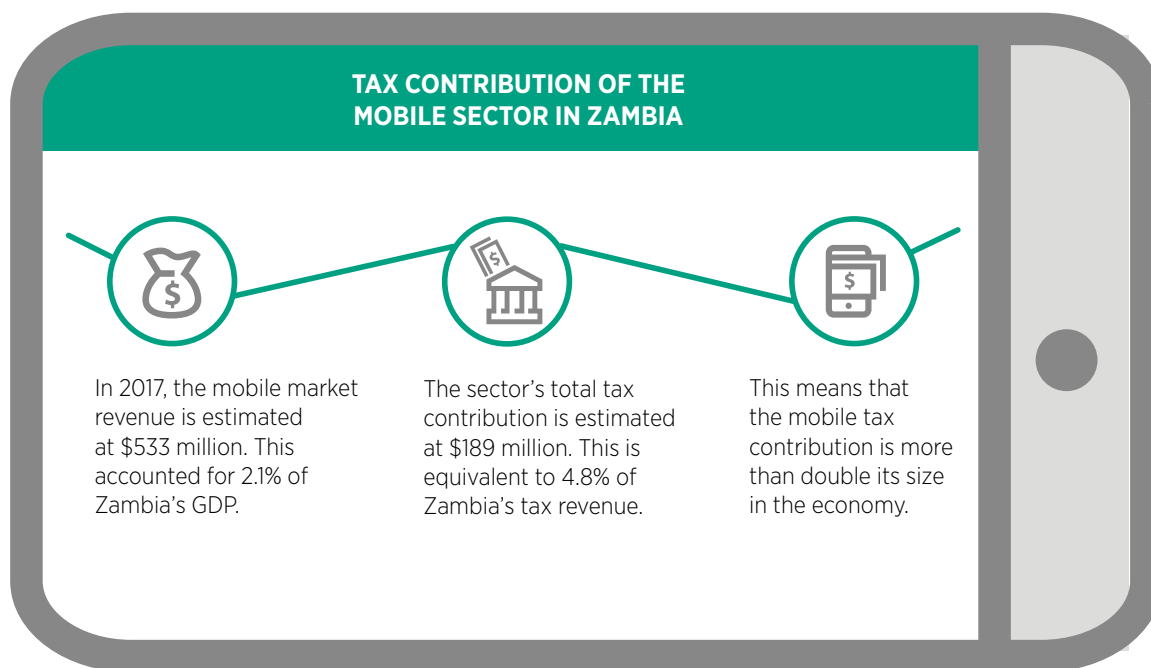 TAX CONTRIBUTION OF THE
MOBILE SECTOR IN ZAMBIA
$
$
$
In 2017, the mobile market
revenue is estimated
at $533 million. This
accounted for 2.1% of
Zambia's GDP.
The sector's total tax
contribution is estimated
at $189 million. This is
equivalent to 4.8% of
Zambia's tax revenue.
This means that
the mobile tax
contribution is more
than double its size
in the economy.